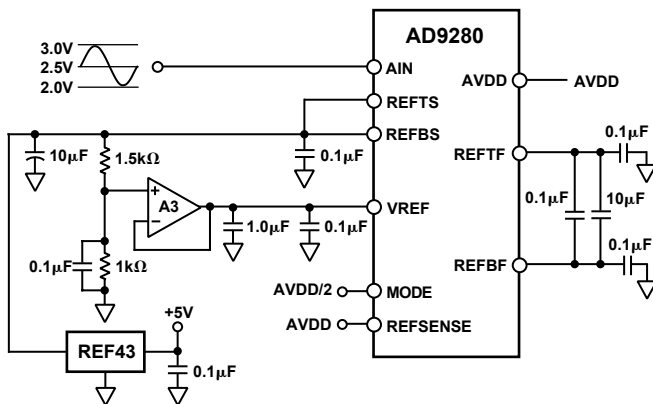 AD9280
3.0V
2.5V
2.0V
AIN
AVDD
AVDD
REFTS
REFBS
10μF
1.5kΩ
0.1μF
REFTF
0.1μF
0.1μF
10μF
A3
+
−
VREF
1.0μF
0.1μF
0.1μF
1kΩ
REFBF
0.1μF
AVDD/2
MODE
AVDD
REFSENSE
+5V
REF43
0.1μF